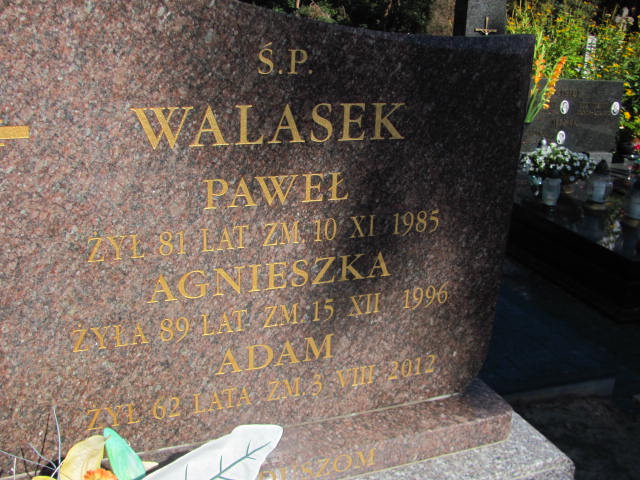 Ś.P.
WALASEK
PAWEŁ
ŻYŁ 81 LAT ZM. 10 XI 1985
AGNIESZKA
ŻYŁA 89 LAT ZM. 15 XII 1996
ADAM
ŻYŁ 62 LATA ZM. 3 VIII 2012
DUSZOM